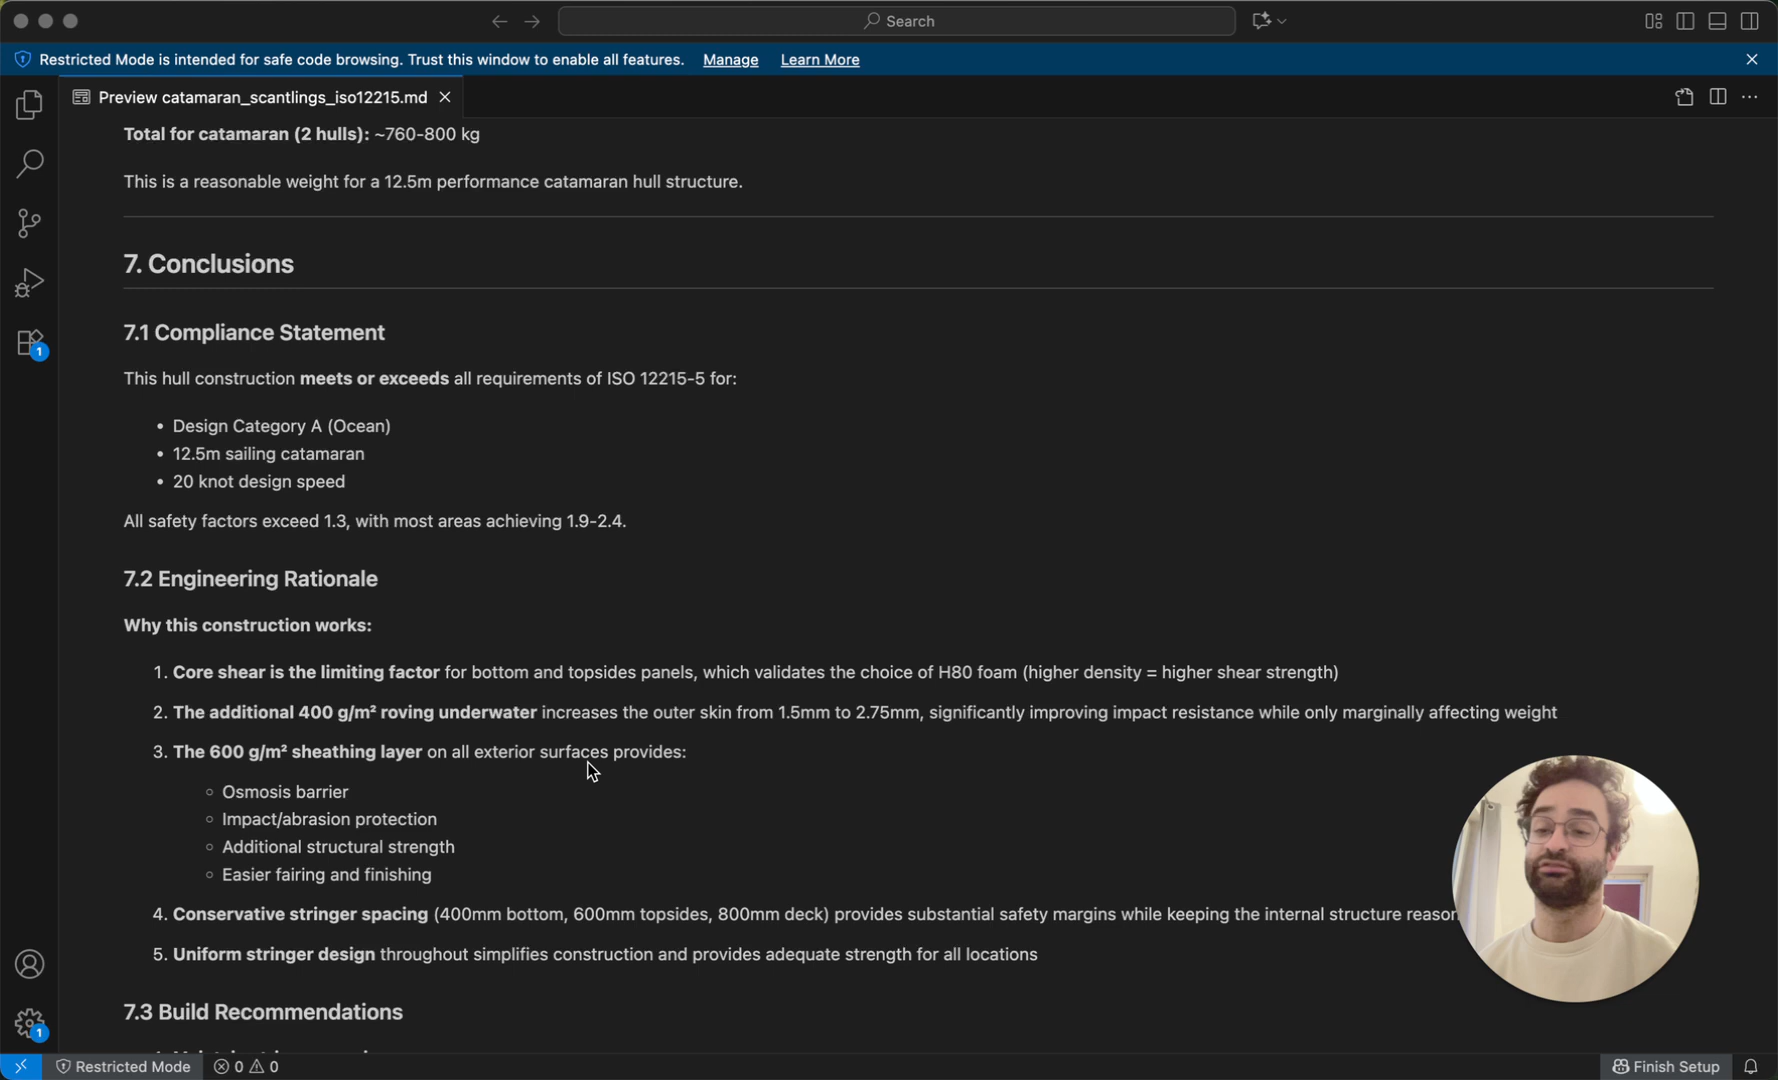 Search
Restricted Mode is intended for safe code browsing. Trust this window to enable all features. Manage Learn More
Preview catamaran_scantlings_iso12215.md
Total for catamaran (2 hulls): ~760-800 kg
This is a reasonable weight for a 12.5m performance catamaran hull structure.
7. Conclusions
7.1 Compliance Statement
This hull construction meets or exceeds all requirements of ISO 12215-5 for:
• Design Category A (Ocean)
• 12.5m sailing catamaran
• 20 knot design speed
All safety factors exceed 1.3, with most areas achieving 1.9-2.4.
7.2 Engineering Rationale
Why this construction works:
1. Core shear is the limiting factor for bottom and topsides panels, which validates the choice of H80 foam (higher density = higher shear strength)
2. The additional 400 g/m² roving underwater increases the outer skin from 1.5mm to 2.75mm, significantly improving impact resistance while only marginally affecting weight
3. The 600 g/m² sheathing layer on all exterior surfaces provides:
○ Osmosis barrier
○ Impact/abrasion protection
○ Additional structural strength
○ Easier fairing and finishing
4. Conservative stringer spacing (400mm bottom, 600mm topsides, 800mm deck) provides substantial safety margins while keeping the internal structure
5. Uniform stringer design throughout simplifies construction and provides adequate strength for all locations
7.3 Build Recommendations
1
1
Restricted Mode 0 0 Finish Setup